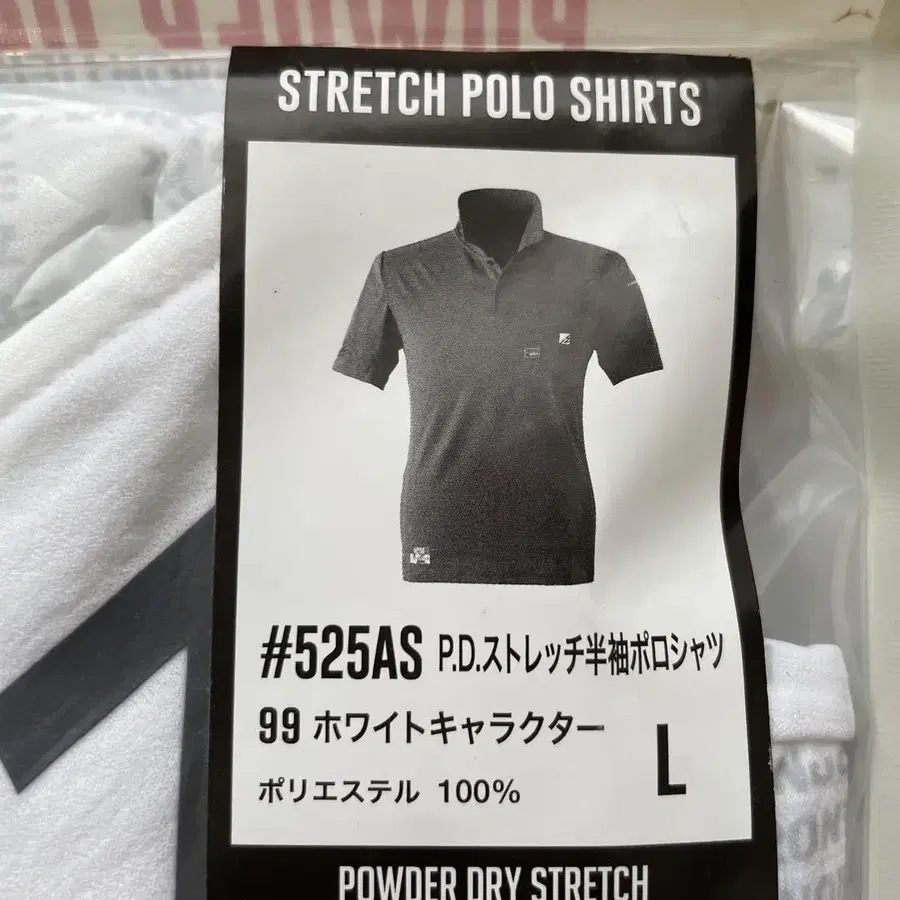 STRETCH POLO SHIRTS
#525AS P.D.ストレッチ半袖ポロシャツ
99 ホワイトキャラクター
L
ポリエステル 100%
POWDER DRY STRETCH